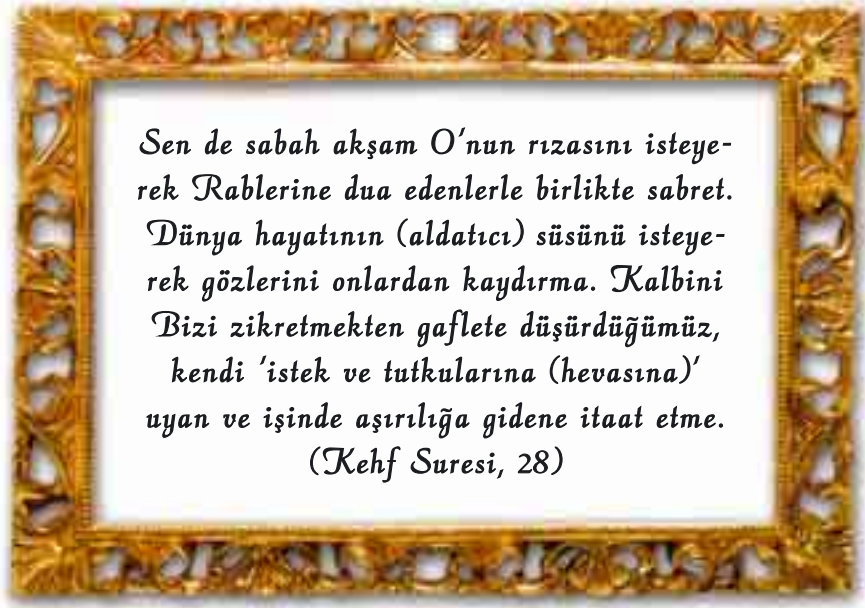 Sen de sabah akşam O'nun rızasını isteye-
rek Rablerine dua edenlerle birlikte sabret.
Dünya hayatının (aldatıcı) süsünü isteye-
rek gözlerini onlardan kaydırma. Kalbini
Bizi zikretmekten gaflete düşürdüğümüz,
kendi 'istek ve tutkularına (hevasına)'
uyan ve işinde aşırılığa gidene itaat etme.
(Kehf Suresi, 28)